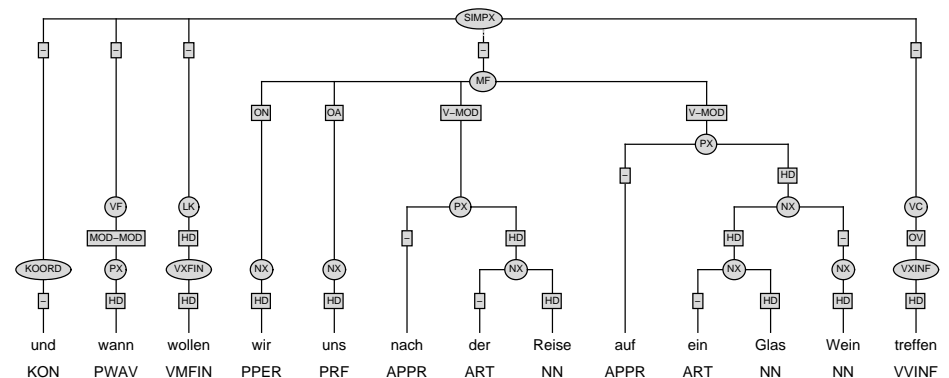 SIMPX
– – – – –
MF
ON OA V–MOD V–MOD
PX
– HD
VF LK PX NX VC
MOD–MOD HD – HD HD – OV
KOORD PX VXFIN NX NX NX NX NX VXINF
– HD HD HD HD – HD – HD HD HD
und wann wollen wir uns nach der Reise auf ein Glas Wein treffen
KON PWAV VMFIN PPER PRF APPR ART NN APPR ART NN NN VVINF